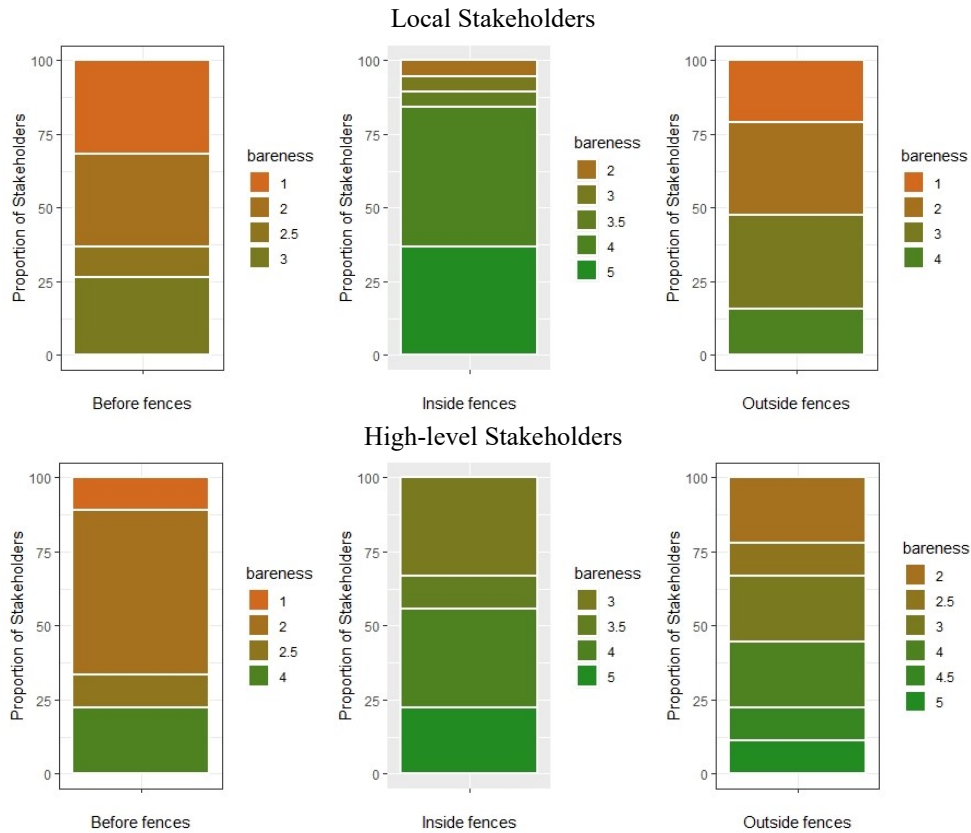 Local Stakeholders
Proportion of Stakeholders
100
75
50
25
0
Before fences
bareness
1
2
2.5
3
Proportion of Stakeholders
100
75
50
25
0
Inside fences
bareness
2
3
3.5
4
5
Proportion of Stakeholders
100
75
50
25
0
Outside fences
bareness
1
2
3
4
High-level Stakeholders
Proportion of Stakeholders
100
75
50
25
0
Before fences
bareness
1
2
2.5
4
Proportion of Stakeholders
100
75
50
25
0
Inside fences
bareness
3
3.5
4
5
Proportion of Stakeholders
100
75
50
25
0
Outside fences
bareness
2
2.5
3
4
4.5
5